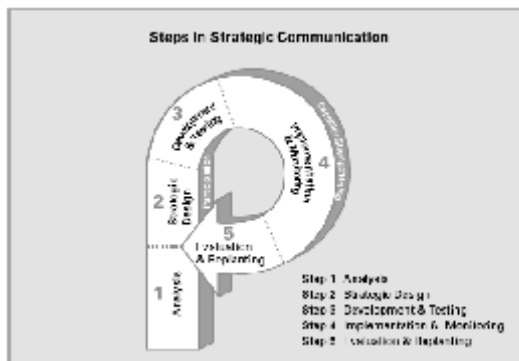 Steps in Strategic Communication
3
Development
& Testing
2
Strategic
Design
1
Analysis
4
Implementation
& Monitoring
5
Evaluation
& Replanning
Step 1 Analysis
Step 2 Strategic Design
Step 3 Development & Testing
Step 4 Implementation & Monitoring
Step 5 Evaluation & Replanning